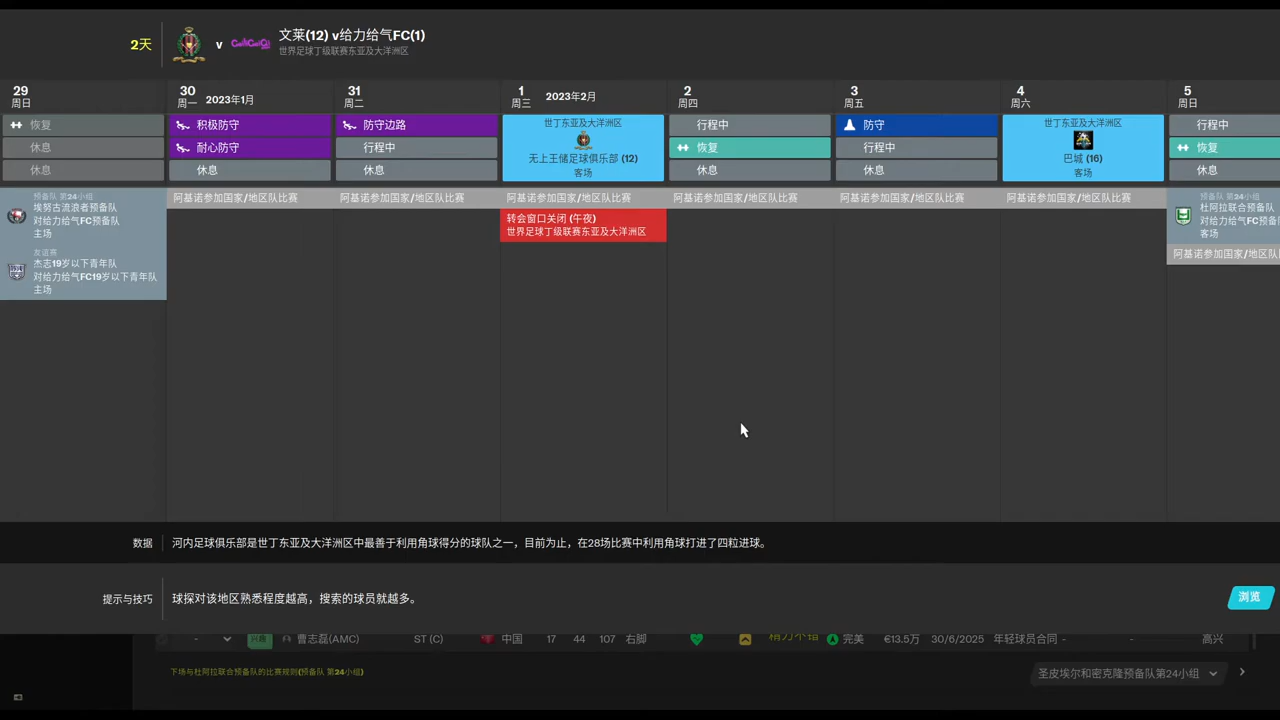 2天
v
文莱(12) v给力给气FC(1)
世界足球丁级联赛东亚及大洋洲区
29
周日
30
周一
2023年1月
31
周二
1
周三
2023年2月
2
周四
3
周五
4
周六
5
周日
恢复
休息
休息
积极防守
耐心防守
休息
防守边路
行程中
休息
世丁东亚及大洋洲区
无上王储足球俱乐部 (12)
客场
行程中
恢复
休息
防守
行程中
休息
世丁东亚及大洋洲区
巴城 (16)
客场
行程中
恢复
休息
预备队 第24小组
埃努古流浪者预备队
对给力给气FC预备队
主场
友谊赛
杰志19岁以下青年队
对给力给气FC19岁以下青年队
主场
阿基诺参加国家/地区队比赛
阿基诺参加国家/地区队比赛
阿基诺参加国家/地区队比赛
转会窗口关闭 (午夜)
世界足球丁级联赛东亚及大洋洲区
阿基诺参加国家/地区队比赛
阿基诺参加国家/地区队比赛
阿基诺参加国家/地区队比赛
预备队 第24小组
杜阿拉联合预备队
对给力给气FC预备
客场
阿基诺参加国家/地区队
数据
河内足球俱乐部是世丁东亚及大洋洲区中最善于利用角球得分的球队之一，目前为止，在28场比赛中利用角球打进了四粒进球。
提示与技巧
球探对该地区熟悉程度越高，搜索的球员就越多。
浏览
- 兴趣 曹志磊(AMC) ST (C) 中国 17 44 107 右脚 精力不错 完美 €13.5万 30/6/2025 年轻球员合同 - - 高兴
下场与杜阿拉联合预备队的比赛规则(预备队 第24小组)
圣皮埃尔和密克隆预备队第24小组